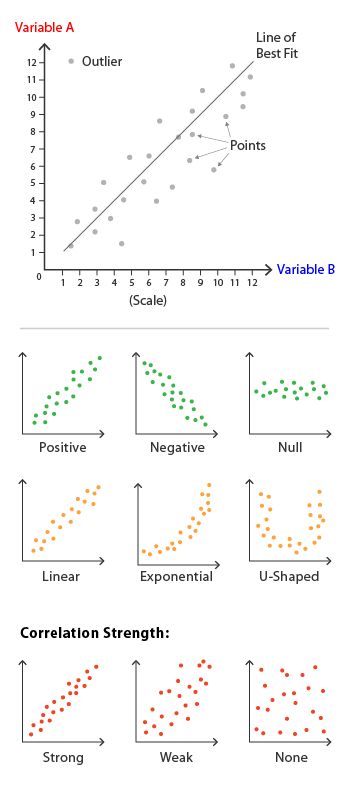 Variable A
Line of
Best Fit
Outlier
12
11
10
9
8
7
6
5
4
3
2
1
0
Points
1 2 3 4 5 6 7 8 9 10 11 12
Variable B
(Scale)
Positive
Negative
Null
Linear
Exponential
U-Shaped
Correlation Strength:
Strong
Weak
None